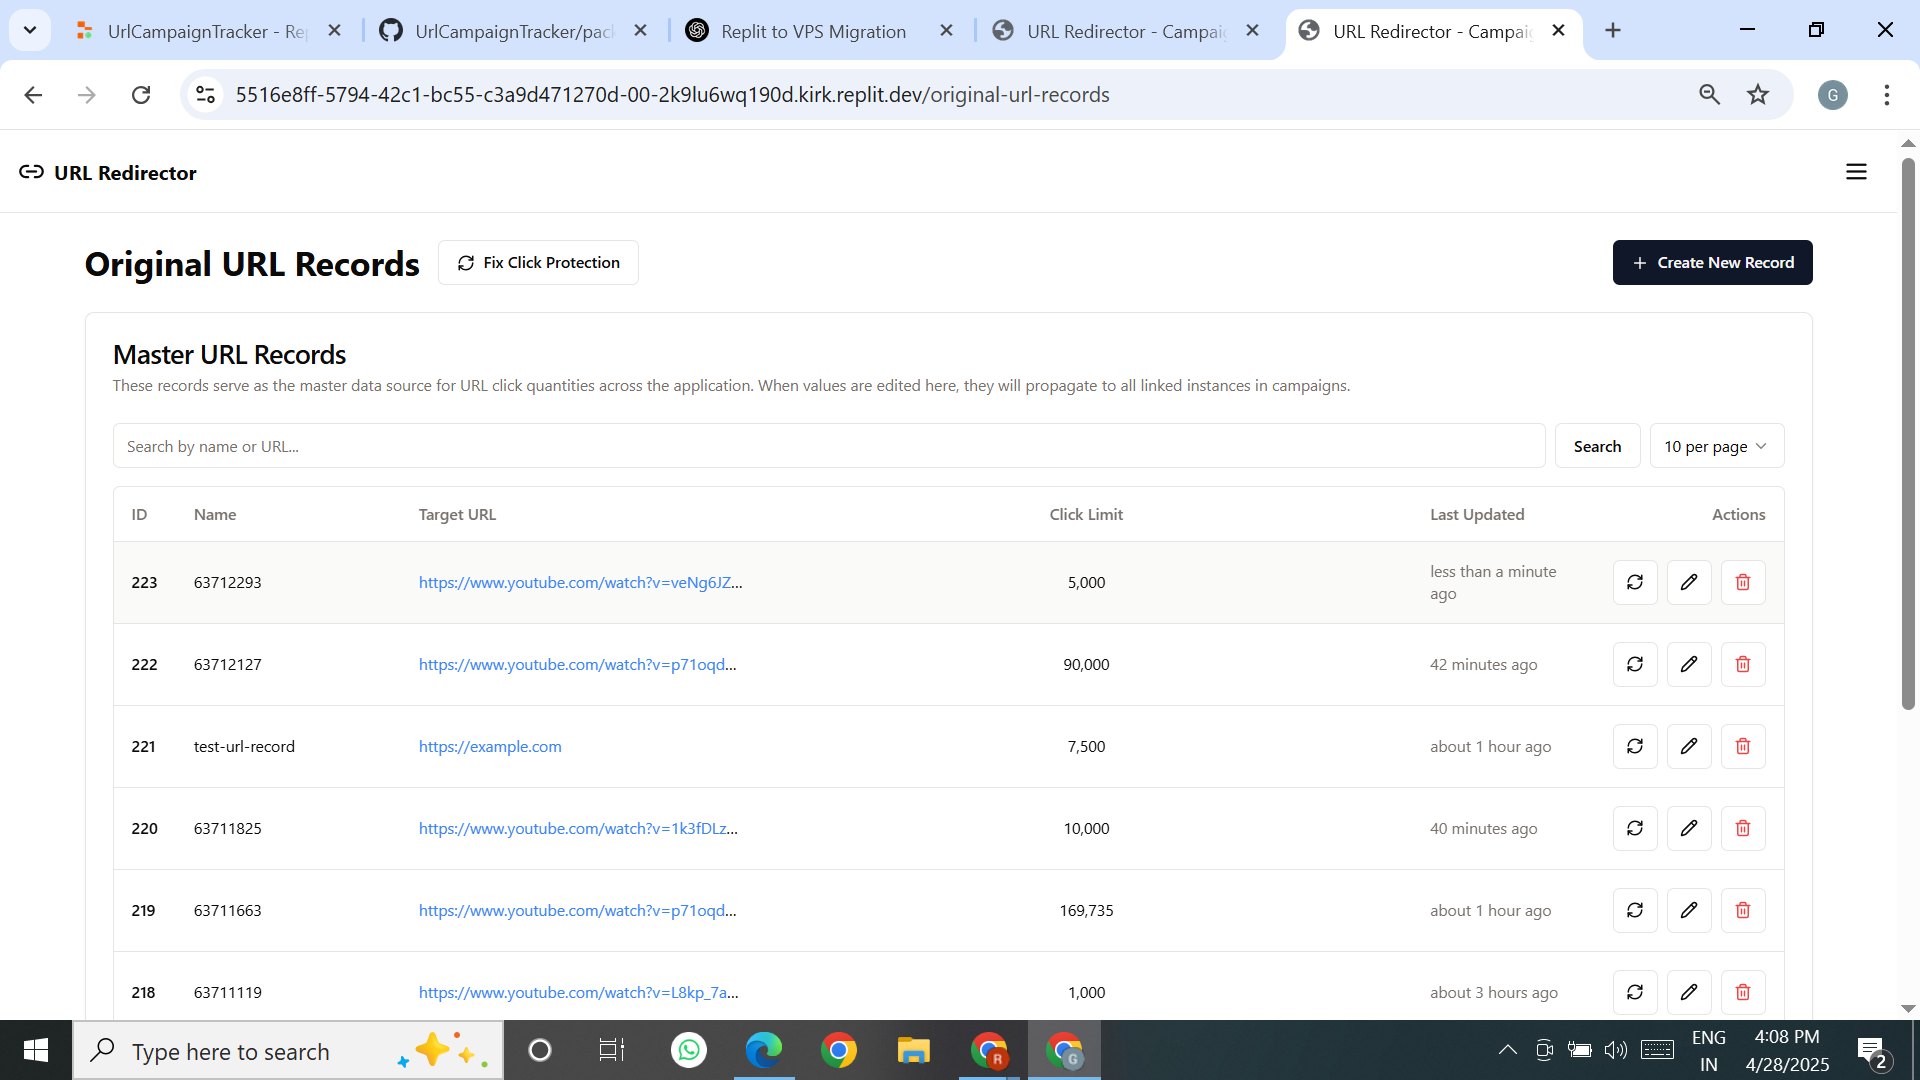 UrlCampaignTracker - Rep
UrlCampaignTracker/pack
Replit to VPS Migration
URL Redirector - Campaig
URL Redirector - Campaig
5516e8ff-5794-42c1-bc55-c3a9d471270d-00-2k9lu6wq190d.kirk.replit.dev/original-url-records
G
URL Redirector
Original URL Records
Fix Click Protection
Create New Record
Master URL Records
These records serve as the master data source for URL click quantities across the application. When values are edited here, they will propagate to all linked instances in campaigns.
Search by name or URL...
Search
10 per page
ID Name Target URL Click Limit Last Updated Actions
223 63712293 https://www.youtube.com/watch?v=veNg6JZ... 5,000 less than a minute ago
222 63712127 https://www.youtube.com/watch?v=p71oqd... 90,000 42 minutes ago
221 test-url-record https://example.com 7,500 about 1 hour ago
220 63711825 https://www.youtube.com/watch?v=1k3fDLz... 10,000 40 minutes ago
219 63711663 https://www.youtube.com/watch?v=p71oqd... 169,735 about 1 hour ago
218 63711119 https://www.youtube.com/watch?v=L8kp_7a... 1,000 about 3 hours ago
Type here to search
R
G
ENG
IN
4:08 PM
4/28/2025
2